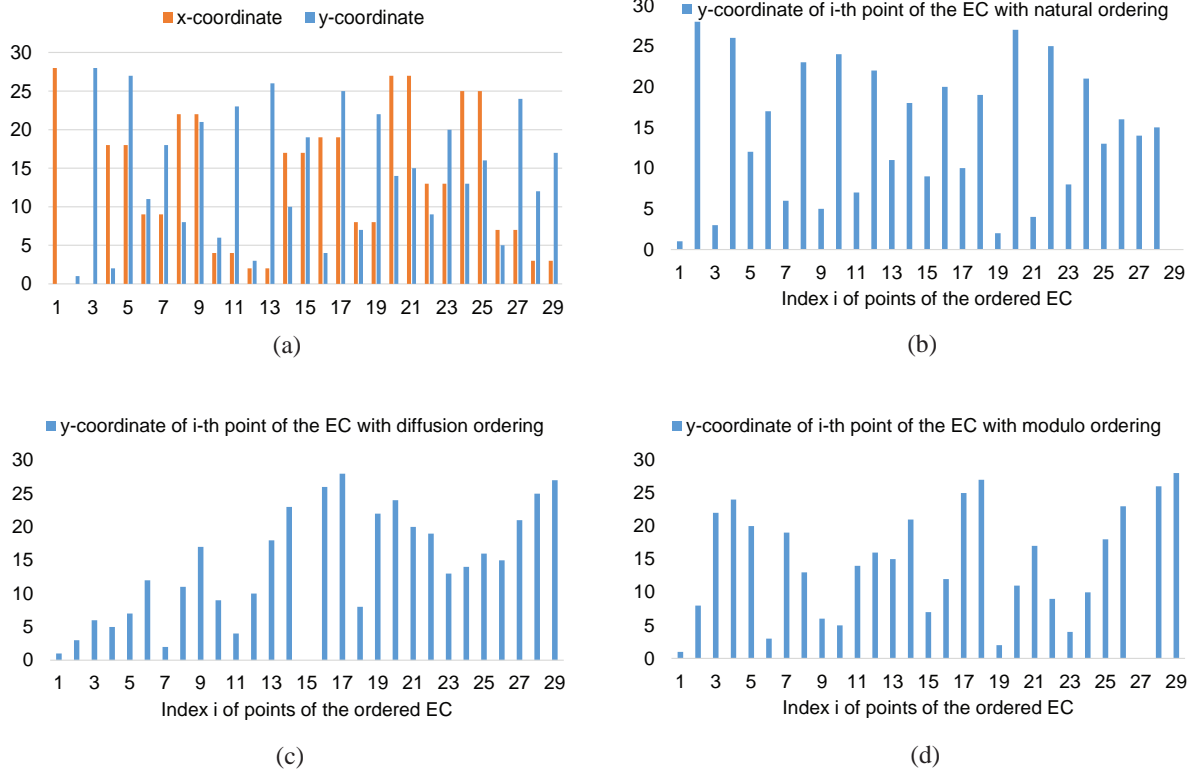 x-coordinate y-coordinate
30
25
20
15
10
5
0
1 3 5 7 9 11 13 15 17 19 21 23 25 27 29
(a)
y-coordinate of i-th point of the EC with natural ordering
30
25
20
15
10
5
0
1 3 5 7 9 11 13 15 17 19 21 23 25 27 29
Index i of points of the ordered EC
(b)
y-coordinate of i-th point of the EC with diffusion ordering
30
25
20
15
10
5
0
1 3 5 7 9 11 13 15 17 19 21 23 25 27 29
Index i of points of the ordered EC
(c)
y-coordinate of i-th point of the EC with modulo ordering
30
25
20
15
10
5
0
1 3 5 7 9 11 13 15 17 19 21 23 25 27 29
Index i of points of the ordered EC
(d)